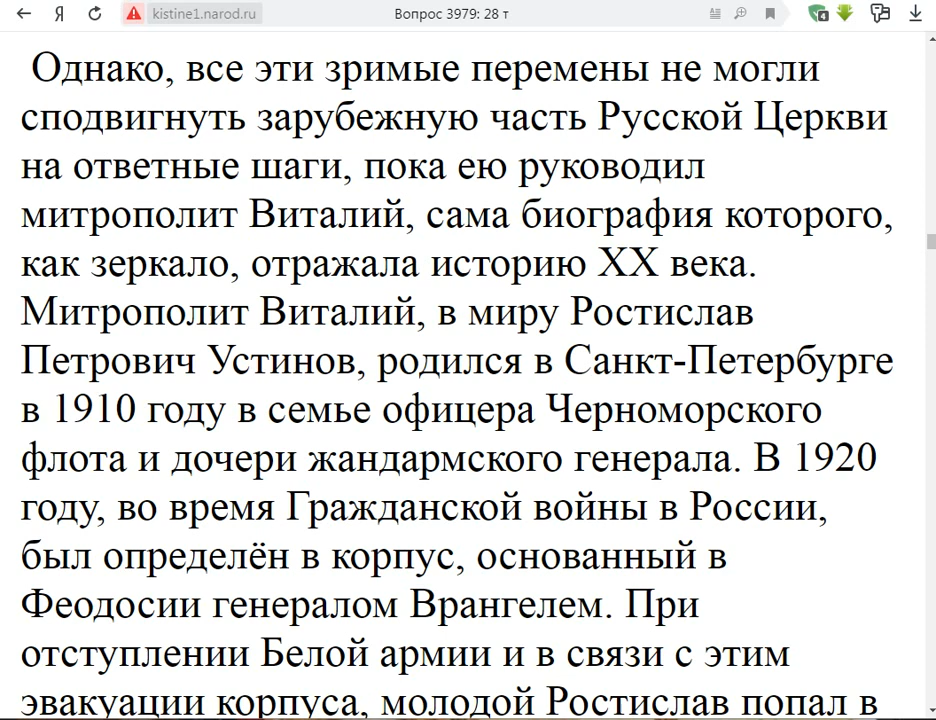 kistine1.narod.ru
Вопрос 3979: 28 т
4
Однако, все эти зримые перемены не могли
сподвигнуть зарубежную часть Русской Церкви
на ответные шаги, пока ею руководил
митрополит Виталий, сама биография которого,
как зеркало, отражала историю XX века.
Митрополит Виталий, в миру Ростислав
Петрович Устинов, родился в Санкт-Петербурге
в 1910 году в семье офицера Черноморского
флота и дочери жандармского генерала. В 1920
году, во время Гражданской войны в России,
был определён в корпус, основанный в
Феодосии генералом Врангелем. При
отступлении Белой армии и в связи с этим
эвакуации корпуса, молодой Ростислав попал в